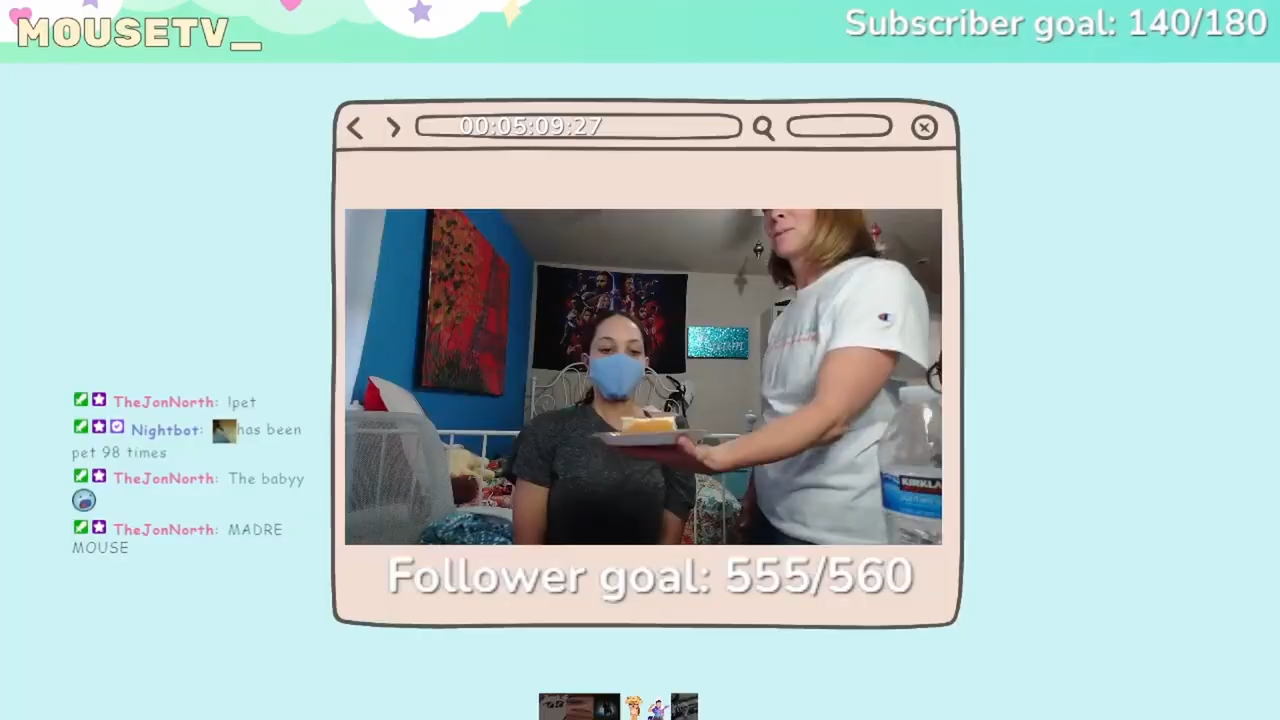 MOUSETV_
Subscriber goal: 140/180
00:05:09:27
TheJonNorth: !pet
Nightbot: has been
pet 98 times
TheJonNorth: The babyy
TheJonNorth: MADRE
MOUSE
KIRKLA
Follower goal: 555/560